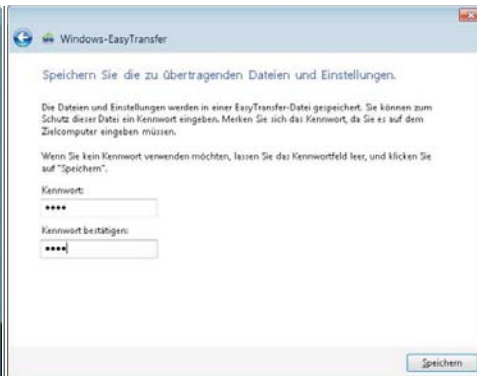 Windows-EasyTransfer
Speichern Sie die zu übertragenden Dateien und Einstellungen.
Die Dateien und Einstellungen werden in einer EasyTransfer-Datei gespeichert. Sie können zum
Schutz dieser Datei ein Kennwort eingeben. Merken Sie sich das Kennwort, da Sie es auf dem
Zielcomputer eingeben müssen.
Wenn Sie kein Kennwort verwenden möchten, lassen Sie das Kennwortfeld leer, und klicken Sie
auf "Speichern".
Kennwort:
••••
Kennwort bestätigen:
••••
Speichern